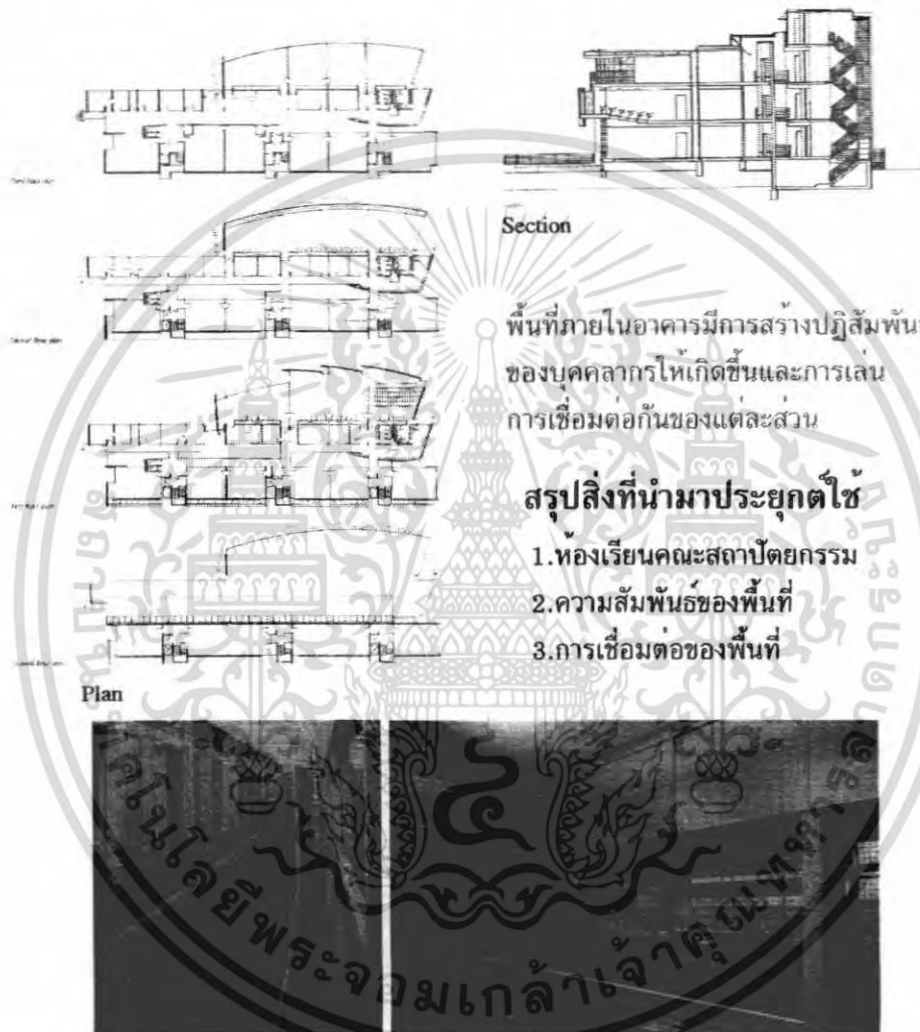 Section
พื้นที่ภายในอาคารมีการสร้างปฏิสัมพันธ์
ของบุคคลากรให้เกิดขึ้นและการเล่น
การเชื่อมต่อกันของแต่ละส่วน
สรุปสิ่งที่นำมาประยุกต์ใช้
1.ห้องเรียนคณะสถาปัตยกรรม
2.ความสัมพันธ์ของพื้นที่
3.การเชื่อมต่อของพื้นที่
Plan